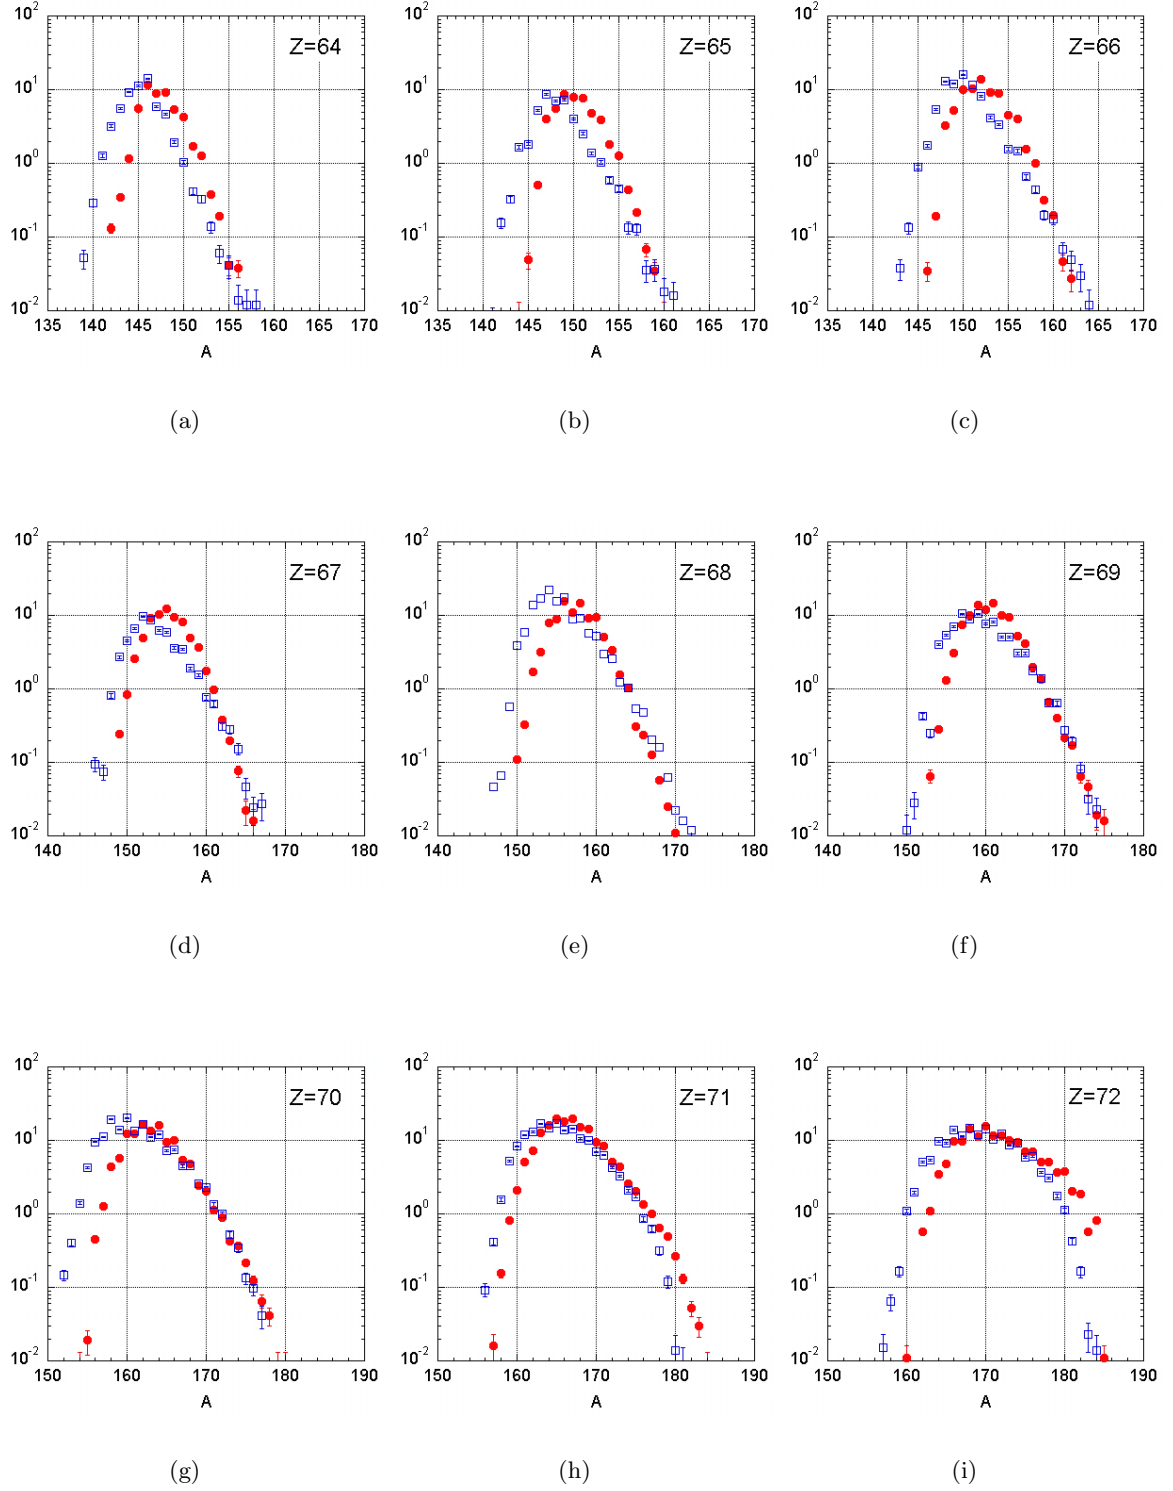 10² 10² 10²
Z=64 Z=65 Z=66
10¹ 10¹ 10¹
10⁰ 10⁰ 10⁰
10⁻¹ 10⁻¹ 10⁻¹
10⁻² 10⁻² 10⁻²
135 140 145 150 155 160 165 170 135 140 145 150 155 160 165 170 135 140 145 150 155 160 165 170
A A A
(a) (b) (c)
10² 10² 10²
Z=67 Z=68 Z=69
10¹ 10¹ 10¹
10⁰ 10⁰ 10⁰
10⁻¹ 10⁻¹ 10⁻¹
10⁻² 10⁻² 10⁻²
140 150 160 170 180 140 150 160 170 180 140 150 160 170 180
A A A
(d) (e) (f)
10² 10² 10²
Z=70 Z=71 Z=72
10¹ 10¹ 10¹
10⁰ 10⁰ 10⁰
10⁻¹ 10⁻¹ 10⁻¹
10⁻² 10⁻² 10⁻²
150 160 170 180 190 140 150 160 170 180 150 160 170 180 190
A A A
(g) (h) (i)